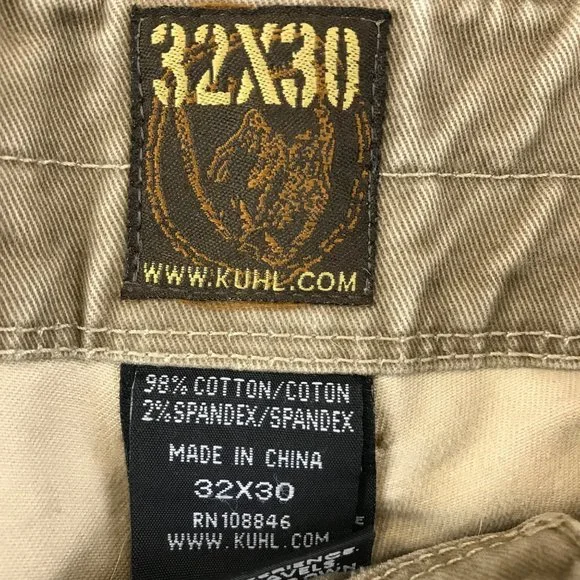 32X30
WWW.KUHL.COM
98% COTTON/COTON
2% SPANDEX/SPANDEX
MADE IN CHINA
32X30
RN108846
WWW.KUHL.COM
E